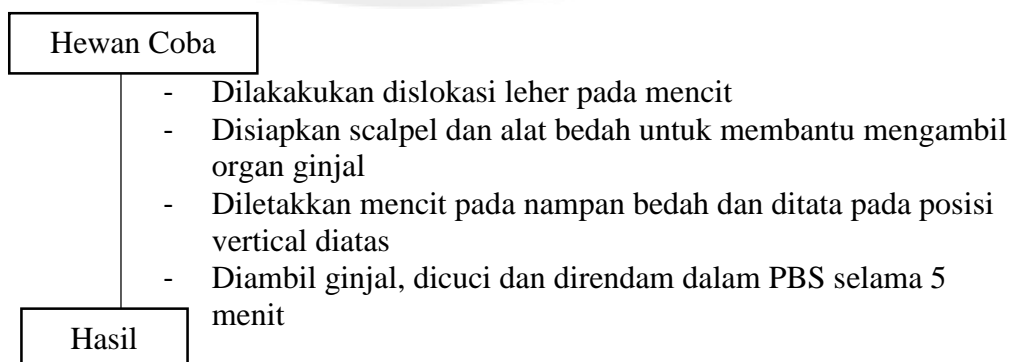 Hewan Coba
- Dilakakukan dislokasi leher pada mencit
- Disiapkan scalpel dan alat bedah untuk membantu mengambil
organ ginjal
- Diletakkan mencit pada nampan bedah dan ditata pada posisi
vertical diatas
- Diambil ginjal, dicuci dan direndam dalam PBS selama 5
menit
Hasil